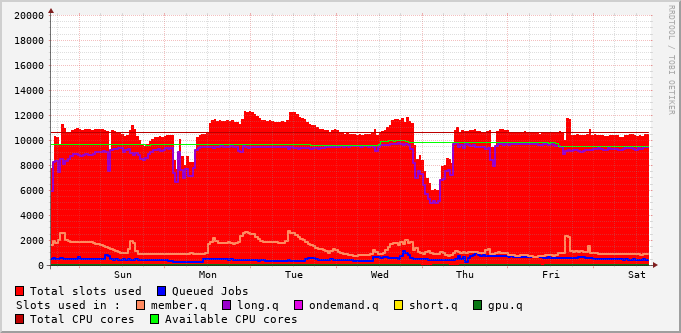 20000
18000
16000
14000
12000
10000
8000
6000
4000
2000
0
Sun Mon Tue Wed Thu Fri Sat
RRDTOOL / TOBI OETIKER
Total slots used Queued Jobs
Slots used in : member.q long.q ondemand.q short.q gpu.q
Total CPU cores Available CPU cores